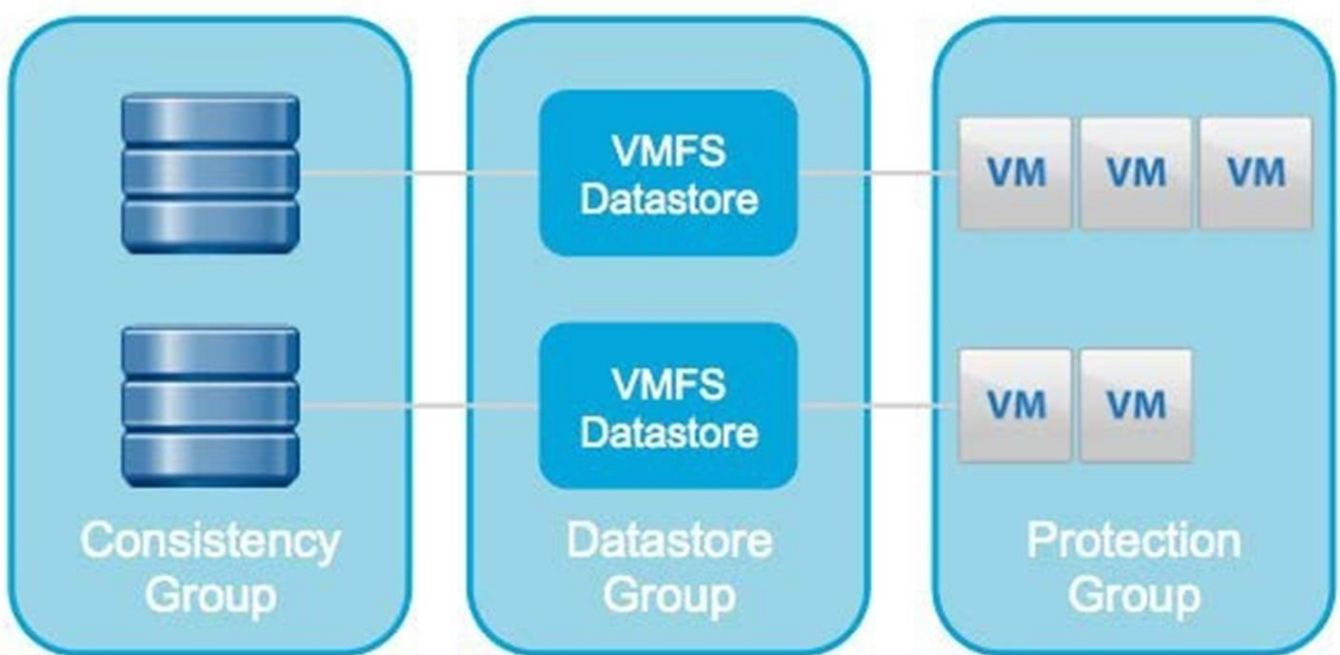 VMFS
Datastore
VM VM VM
VMFS
Datastore
VM VM
Consistency
Group
Datastore
Group
Protection
Group